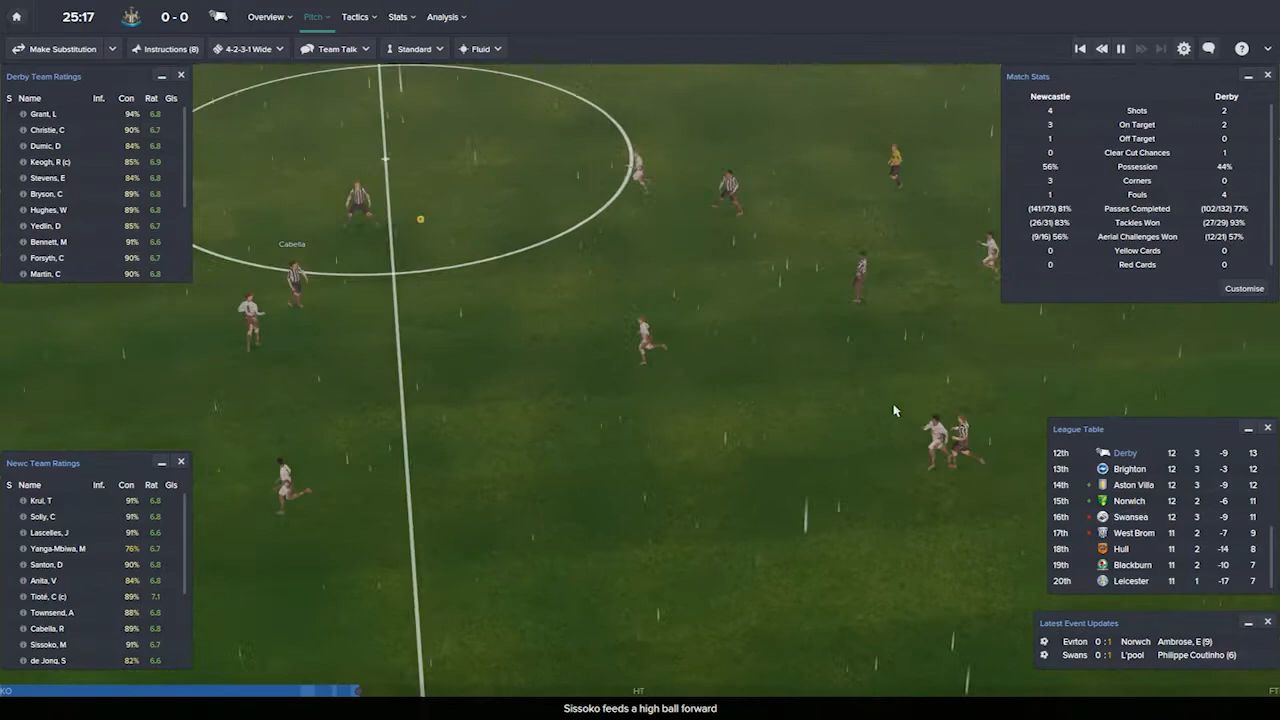 25:17 0 - 0 Overview Pitch Tactics Stats Analysis
Make Substitution Instructions (8) 4-2-3-1 Wide Team Talk Standard Fluid
Derby Team Ratings
S Name Inf. Con Rat Gls
Grant, L 94% 6.8
Christie, C 90% 6.7
Dumic, D 84% 6.8
Keogh, R (c) 85% 6.9
Stevens, E 84% 6.8
Bryson, C 89% 6.8
Hughes, W 89% 6.8
Yedlin, D 85% 6.7
Bennett, M 91% 6.6
Forsyth, C 90% 6.7
Martin, C 90% 6.8
Match Stats
Newcastle Derby
4 Shots 2
3 On Target 2
1 Off Target 0
0 Clear Cut Chances 1
56% Possession 44%
3 Corners 0
1 Fouls 4
(141/173) 81% Passes Completed (102/132) 77%
(26/31) 83% Tackles Won (27/29) 93%
(9/16) 56% Aerial Challenges Won (12/21) 57%
0 Yellow Cards 0
0 Red Cards 0
Customise
Cabella
Newc Team Ratings
S Name Inf. Con Rat Gls
Krul, T 91% 6.8
Solly, C 91% 6.8
Lascelles, J 91% 6.6
Yanga-Mbiwa, M 76% 6.7
Santon, D 90% 6.8
Anita, V 84% 6.8
Tioté, C (c) 89% 7.1
Townsend, A 88% 6.8
Cabella, R 89% 6.8
Sissoko, M 91% 6.7
de Jong, S 82% 6.6
League Table
12th Derby 12 3 -9 13
13th Brighton 12 3 -3 12
14th Aston Villa 12 3 -9 12
15th Norwich 12 2 -6 11
16th Swansea 12 3 -9 11
17th West Brom 11 2 -7 9
18th Hull 11 2 -14 8
19th Blackburn 11 2 -10 7
20th Leicester 11 1 -17 7
Latest Event Updates
Evrton 0 : 1 Norwch Ambrose, E (9)
Swans 0 : 1 L'pool Philippe Coutinho (6)
KO HT FT
Sissoko feeds a high ball forward